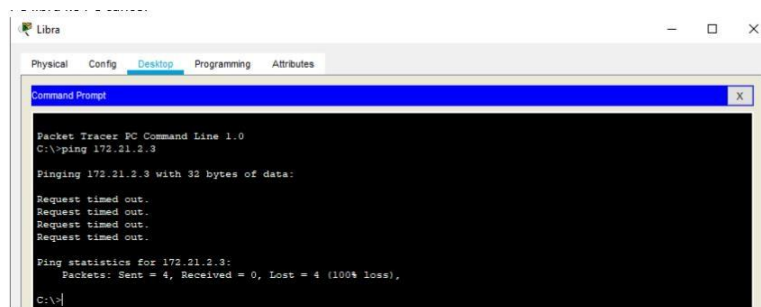 Libra
Physical Config Desktop Programming Attributes
Command Prompt X
Packet Tracer PC Command Line 1.0
C:\>ping 172.21.2.3
Pinging 172.21.2.3 with 32 bytes of data:
Request timed out.
Request timed out.
Request timed out.
Request timed out.
Ping statistics for 172.21.2.3:
Packets: Sent = 4, Received = 0, Lost = 4 (100% loss),
C:\>